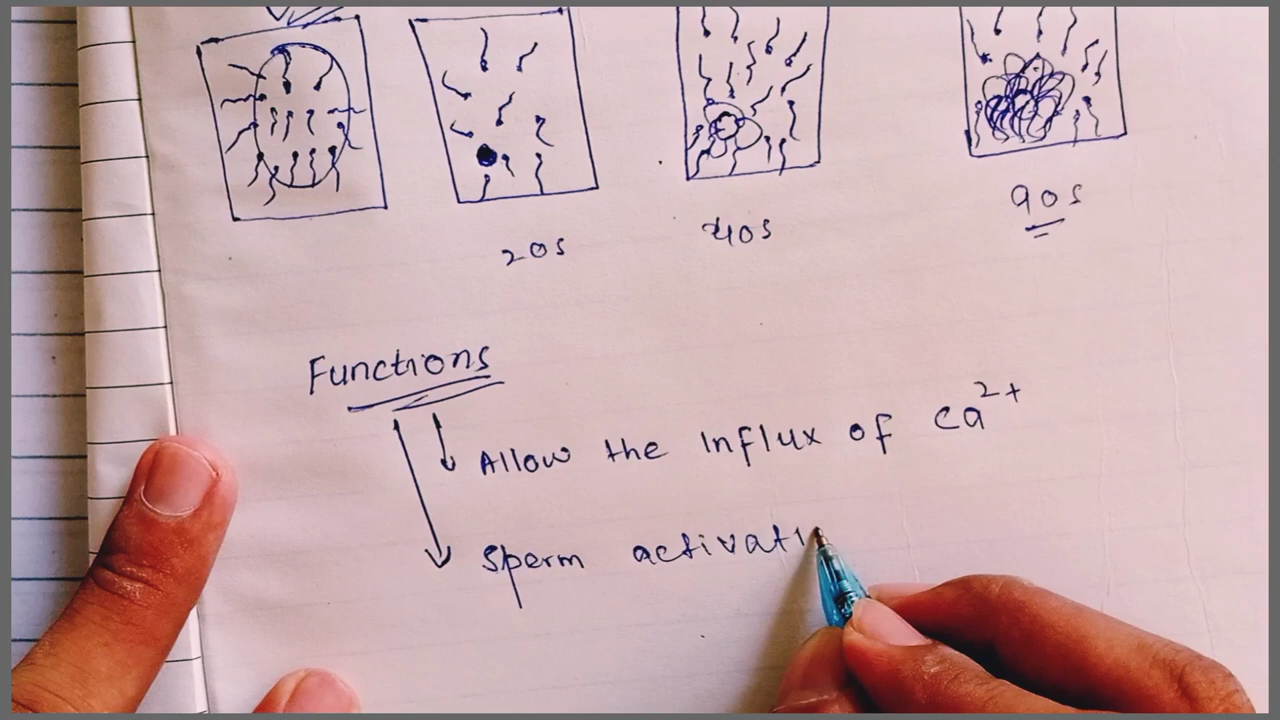 20s 40s 90s
Functions
Allow the Influx of Ca2+
Sperm activati